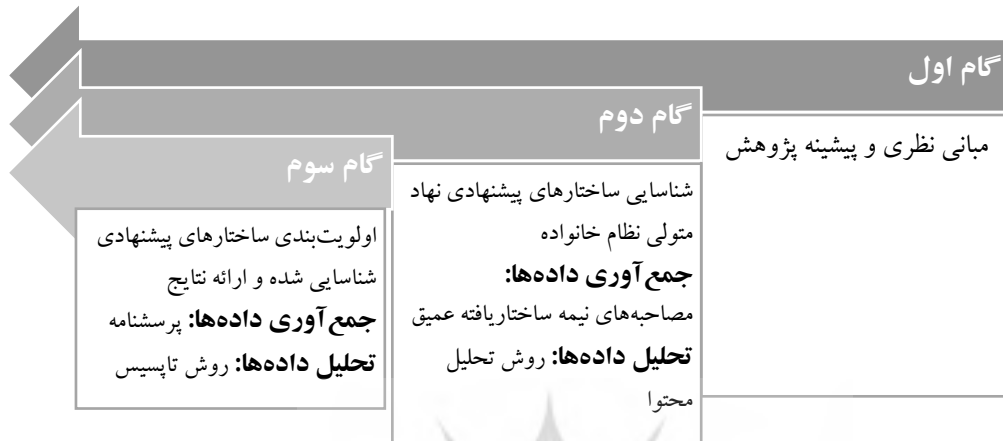 گام اول
مبانی نظری و پیشینه پژوهش
گام دوم
شناسایی ساختارهای پیشنهادی نهاد
متولی نظام خانواده
جمع‌آوری داده‌ها:
مصاحبه‌های نیمه ساختاریافته عمیق
تحلیل داده‌ها: روش تحلیل
محتوا
گام سوم
اولویت‌بندی ساختارهای پیشنهادی
شناسایی شده و ارائه نتایج
جمع‌آوری داده‌ها: پرسشنامه
تحلیل داده‌ها: روش تاپسیس